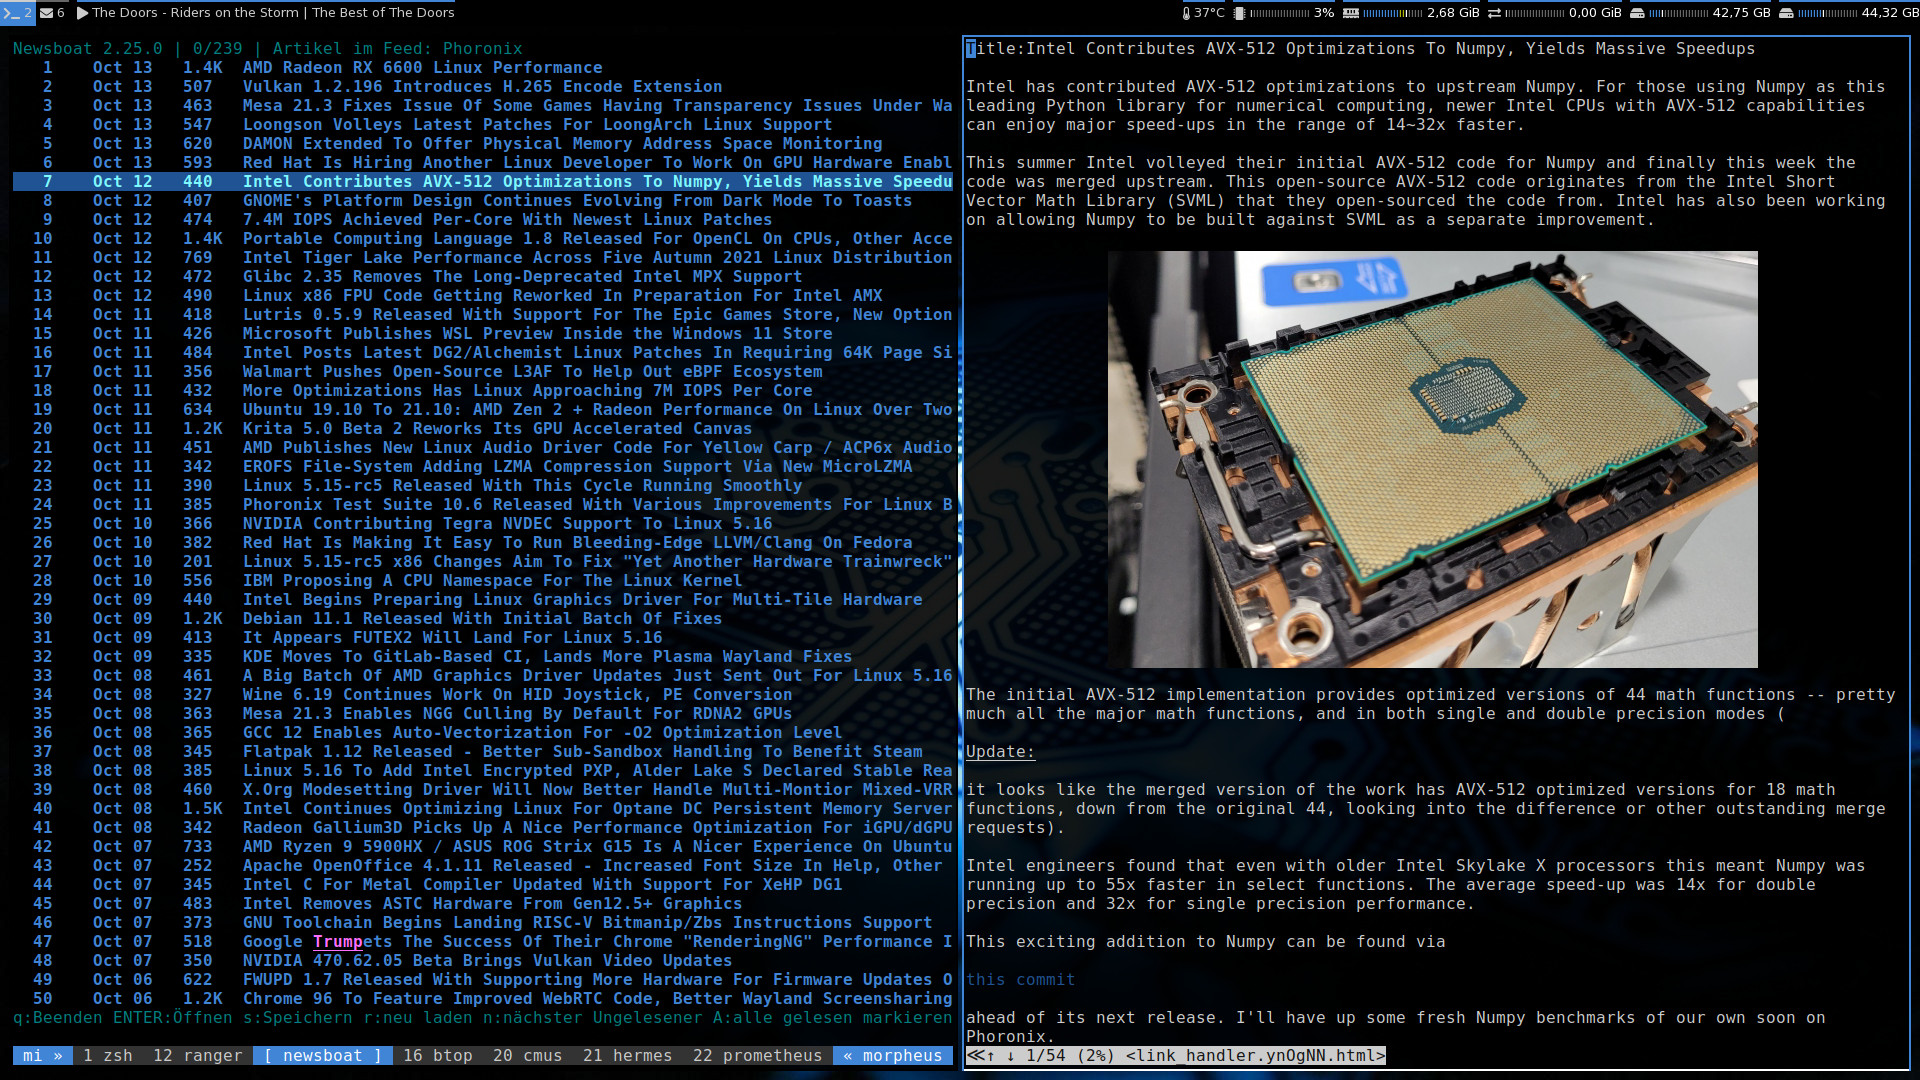 2 6 The Doors - Riders on the Storm | The Best of The Doors 37°C 3% 2,68 GiB 0,00 GiB 42,75 GB 44,32 GB
Newsboat 2.25.0 | 0/239 | Artikel im Feed: Phoronix
1 Oct 13 1.4K AMD Radeon RX 6600 Linux Performance
2 Oct 13 507 Vulkan 1.2.196 Introduces H.265 Encode Extension
3 Oct 13 463 Mesa 21.3 Fixes Issue Of Some Games Having Transparency Issues Under Wa
4 Oct 13 547 Loongson Volleys Latest Patches For LoongArch Linux Support
5 Oct 13 620 DAMON Extended To Offer Physical Memory Address Space Monitoring
6 Oct 13 593 Red Hat Is Hiring Another Linux Developer To Work On GPU Hardware Enabl
7 Oct 12 440 Intel Contributes AVX-512 Optimizations To Numpy, Yields Massive Speedu
8 Oct 12 407 GNOME's Platform Design Continues Evolving From Dark Mode To Toasts
9 Oct 12 474 7.4M IOPS Achieved Per-Core With Newest Linux Patches
10 Oct 12 1.4K Portable Computing Language 1.8 Released For OpenCL On CPUs, Other Acce
11 Oct 12 769 Intel Tiger Lake Performance Across Five Autumn 2021 Linux Distribution
12 Oct 12 472 Glibc 2.35 Removes The Long-Deprecated Intel MPX Support
13 Oct 12 490 Linux x86 FPU Code Getting Reworked In Preparation For Intel AMX
14 Oct 11 418 Lutris 0.5.9 Released With Support For The Epic Games Store, New Option
15 Oct 11 426 Microsoft Publishes WSL Preview Inside the Windows 11 Store
16 Oct 11 484 Intel Posts Latest DG2/Alchemist Linux Patches In Requiring 64K Page Si
17 Oct 11 356 Walmart Pushes Open-Source L3AF To Help Out eBPF Ecosystem
18 Oct 11 432 More Optimizations Has Linux Approaching 7M IOPS Per Core
19 Oct 11 634 Ubuntu 19.10 To 21.10: AMD Zen 2 + Radeon Performance On Linux Over Two
20 Oct 11 1.2K Krita 5.0 Beta 2 Reworks Its GPU Accelerated Canvas
21 Oct 11 451 AMD Publishes New Linux Audio Driver Code For Yellow Carp / ACP6x Audio
22 Oct 11 342 EROFS File-System Adding LZMA Compression Support Via New MicroLZMA
23 Oct 11 390 Linux 5.15-rc5 Released With This Cycle Running Smoothly
24 Oct 11 385 Phoronix Test Suite 10.6 Released With Various Improvements For Linux B
25 Oct 10 366 NVIDIA Contributing Tegra NVDEC Support To Linux 5.16
26 Oct 10 382 Red Hat Is Making It Easy To Run Bleeding-Edge LLVM/Clang On Fedora
27 Oct 10 201 Linux 5.15-rc5 x86 Changes Aim To Fix "Yet Another Hardware Trainwreck"
28 Oct 10 556 IBM Proposing A CPU Namespace For The Linux Kernel
29 Oct 09 440 Intel Begins Preparing Linux Graphics Driver For Multi-Tile Hardware
30 Oct 09 1.2K Debian 11.1 Released With Initial Batch Of Fixes
31 Oct 09 413 It Appears FUTEX2 Will Land For Linux 5.16
32 Oct 09 335 KDE Moves To GitLab-Based CI, Lands More Plasma Wayland Fixes
33 Oct 08 461 A Big Batch Of AMD Graphics Driver Updates Just Sent Out For Linux 5.16
34 Oct 08 327 Wine 6.19 Continues Work On HID Joystick, PE Conversion
35 Oct 08 363 Mesa 21.3 Enables NGG Culling By Default For RDNA2 GPUs
36 Oct 08 365 GCC 12 Enables Auto-Vectorization For -O2 Optimization Level
37 Oct 08 345 Flatpak 1.12 Released - Better Sub-Sandbox Handling To Benefit Steam
38 Oct 08 385 Linux 5.16 To Add Intel Encrypted PXP, Alder Lake S Declared Stable Rea
39 Oct 08 460 X.Org Modesetting Driver Will Now Better Handle Multi-Montior Mixed-VRR
40 Oct 08 1.5K Intel Continues Optimizing Linux For Optane DC Persistent Memory Server
41 Oct 08 342 Radeon Gallium3D Picks Up A Nice Performance Optimization For iGPU/dGPU
42 Oct 07 733 AMD Ryzen 9 5900HX / ASUS ROG Strix G15 Is A Nicer Experience On Ubuntu
43 Oct 07 252 Apache OpenOffice 4.1.11 Released - Increased Font Size In Help, Other
44 Oct 07 345 Intel C For Metal Compiler Updated With Support For XeHP DG1
45 Oct 07 483 Intel Removes ASTC Hardware From Gen12.5+ Graphics
46 Oct 07 373 GNU Toolchain Begins Landing RISC-V Bitmanip/Zbs Instructions Support
47 Oct 07 518 Google Trumpets The Success Of Their Chrome "RenderingNG" Performance I
48 Oct 07 350 NVIDIA 470.62.05 Beta Brings Vulkan Video Updates
49 Oct 06 622 FWUPD 1.7 Released With Supporting More Hardware For Firmware Updates O
50 Oct 06 1.2K Chrome 96 To Feature Improved WebRTC Code, Better Wayland Screensharing
q:Beenden ENTER:Öffnen s:Speichern r:neu laden n:nächster Ungelesener A:alle gelesen markieren
mi » 1 zsh 12 ranger [ newsboat ] 16 btop 20 cmus 21 hermes 22 prometheus « morpheus
Title:Intel Contributes AVX-512 Optimizations To Numpy, Yields Massive Speedups
Intel has contributed AVX-512 optimizations to upstream Numpy. For those using Numpy as this
leading Python library for numerical computing, newer Intel CPUs with AVX-512 capabilities
can enjoy major speed-ups in the range of 14~32x faster.
This summer Intel volleyed their initial AVX-512 code for Numpy and finally this week the
code was merged upstream. This open-source AVX-512 code originates from the Intel Short
Vector Math Library (SVML) that they open-sourced the code from. Intel has also been working
on allowing Numpy to be built against SVML as a separate improvement.
The initial AVX-512 implementation provides optimized versions of 44 math functions -- pretty
much all the major math functions, and in both single and double precision modes (
Update:
it looks like the merged version of the work has AVX-512 optimized versions for 18 math
functions, down from the original 44, looking into the difference or other outstanding merge
requests).
Intel engineers found that even with older Intel Skylake X processors this meant Numpy was
running up to 55x faster in select functions. The average speed-up was 14x for double
precision and 32x for single precision performance.
This exciting addition to Numpy can be found via
this commit
ahead of its next release. I'll have up some fresh Numpy benchmarks of our own soon on
Phoronix.
≪↑ ↓ 1/54 (2%) <link_handler.ynOgNN.html>